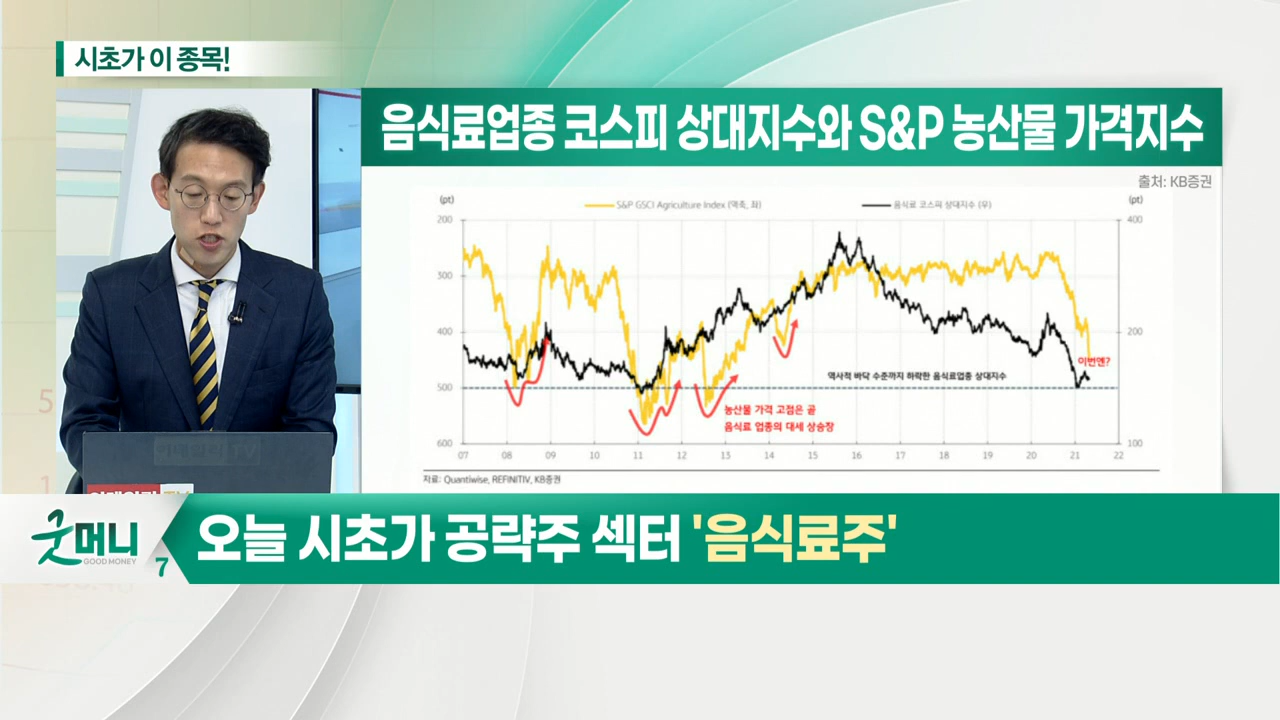 시초가 이 종목!
음식료업종 코스피 상대지수와 S&P 농산물 가격지수
출처: KB증권
(pt) S&P GSCI Agriculture Index (역축, 좌) 음식료 코스피 상대지수 (우) (pt)
200 400
300
400 200
이번엔?
역사적 바닥 수준까지 하락한 음식료업종 상대지수
500
농산물 가격 고점은 곧
음식료 업종의 대세 상승장
600 100
07 08 09 10 11 12 13 14 15 16 17 18 19 20 21 22
자료: Quantiwise, REFINITIV, KB증권
굿머니
GOOD MONEY
7
오늘 시초가 공략주 섹터 '음식료주'